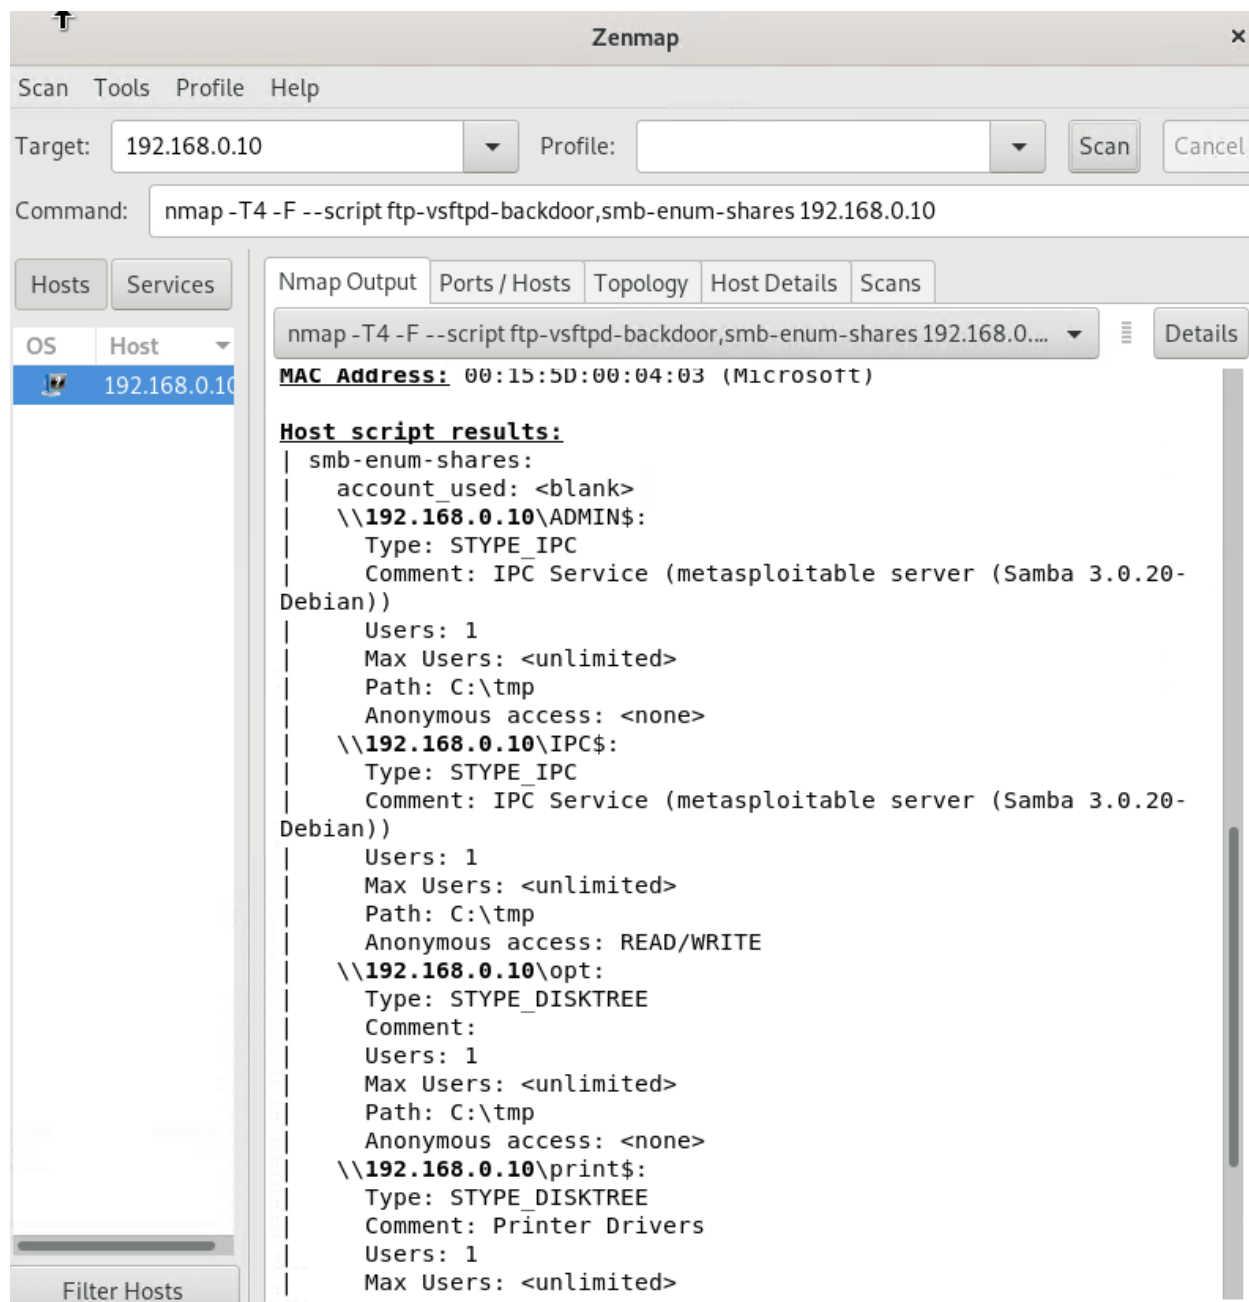 Zenmap
Scan Tools Profile Help
Target: 192.168.0.10 Profile: Scan Cancel
Command: nmap -T4 -F --script ftp-vsftpd-backdoor,smb-enum-shares 192.168.0.10
Hosts Services
Nmap Output Ports / Hosts Topology Host Details Scans
nmap -T4 -F --script ftp-vsftpd-backdoor,smb-enum-shares 192.168.0.... Details
OS Host
192.168.0.10
MAC Address: 00:15:5D:00:04:03 (Microsoft)
Host script results:
| smb-enum-shares:
|   account_used: <blank>
|   \\192.168.0.10\ADMIN$:
|     Type: STYPE_IPC
|     Comment: IPC Service (metasploitable server (Samba 3.0.20-
Debian))
|     Users: 1
|     Max Users: <unlimited>
|     Path: C:\tmp
|     Anonymous access: <none>
|   \\192.168.0.10\IPC$:
|     Type: STYPE_IPC
|     Comment: IPC Service (metasploitable server (Samba 3.0.20-
Debian))
|     Users: 1
|     Max Users: <unlimited>
|     Path: C:\tmp
|     Anonymous access: READ/WRITE
|   \\192.168.0.10\opt:
|     Type: STYPE_DISKTREE
|     Comment:
|     Users: 1
|     Max Users: <unlimited>
|     Path: C:\tmp
|     Anonymous access: <none>
|   \\192.168.0.10\print$:
|     Type: STYPE_DISKTREE
|     Comment: Printer Drivers
|     Users: 1
|     Max Users: <unlimited>
Filter Hosts